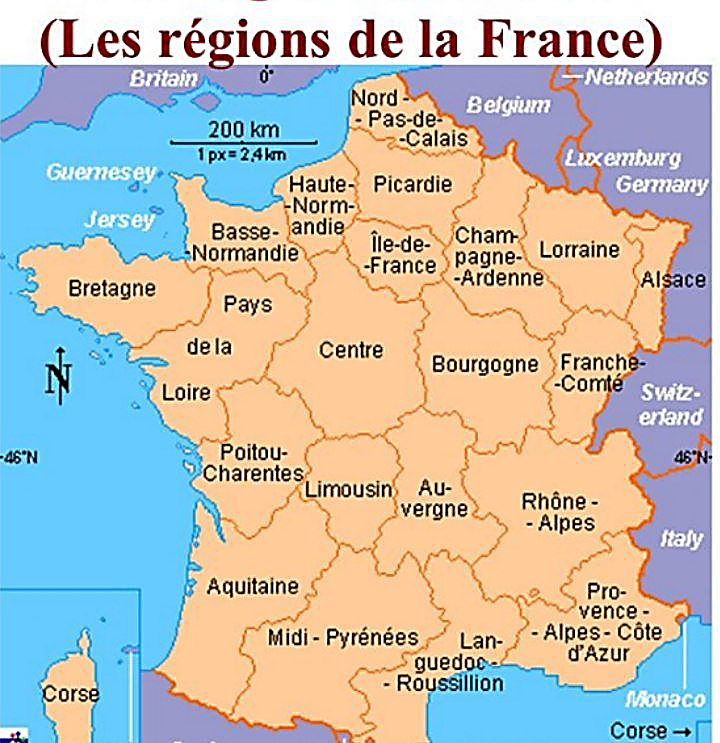 (Les régions de la France)
Britain
0°
Netherlands
Belgium
Nord -
- Pas-de-
-Calais
200 km
1 px = 2,4 km
Luxemburg
Germany
Guernesey
Jersey
Haute-
-Norm-
andie
Picardie
Basse-
-Normandie
Île-de-
-France
Cham-
pagne-
-Ardenne
Lorraine
Alsace
Bretagne
Pays
de la
Loire
Centre
Bourgogne
Franche-
-Comté
Switz-
erland
N
46°N
46°N
Poitou-
Charentes
Limousin
Au-
vergne
Rhône -
- Alpes
Italy
Aquitaine
Midi - Pyrénées
Lan-
guedoc -
- Roussillion
Pro-
vence -
- Alpes - Côte
d'Azur
Corse
Monaco
Corse →